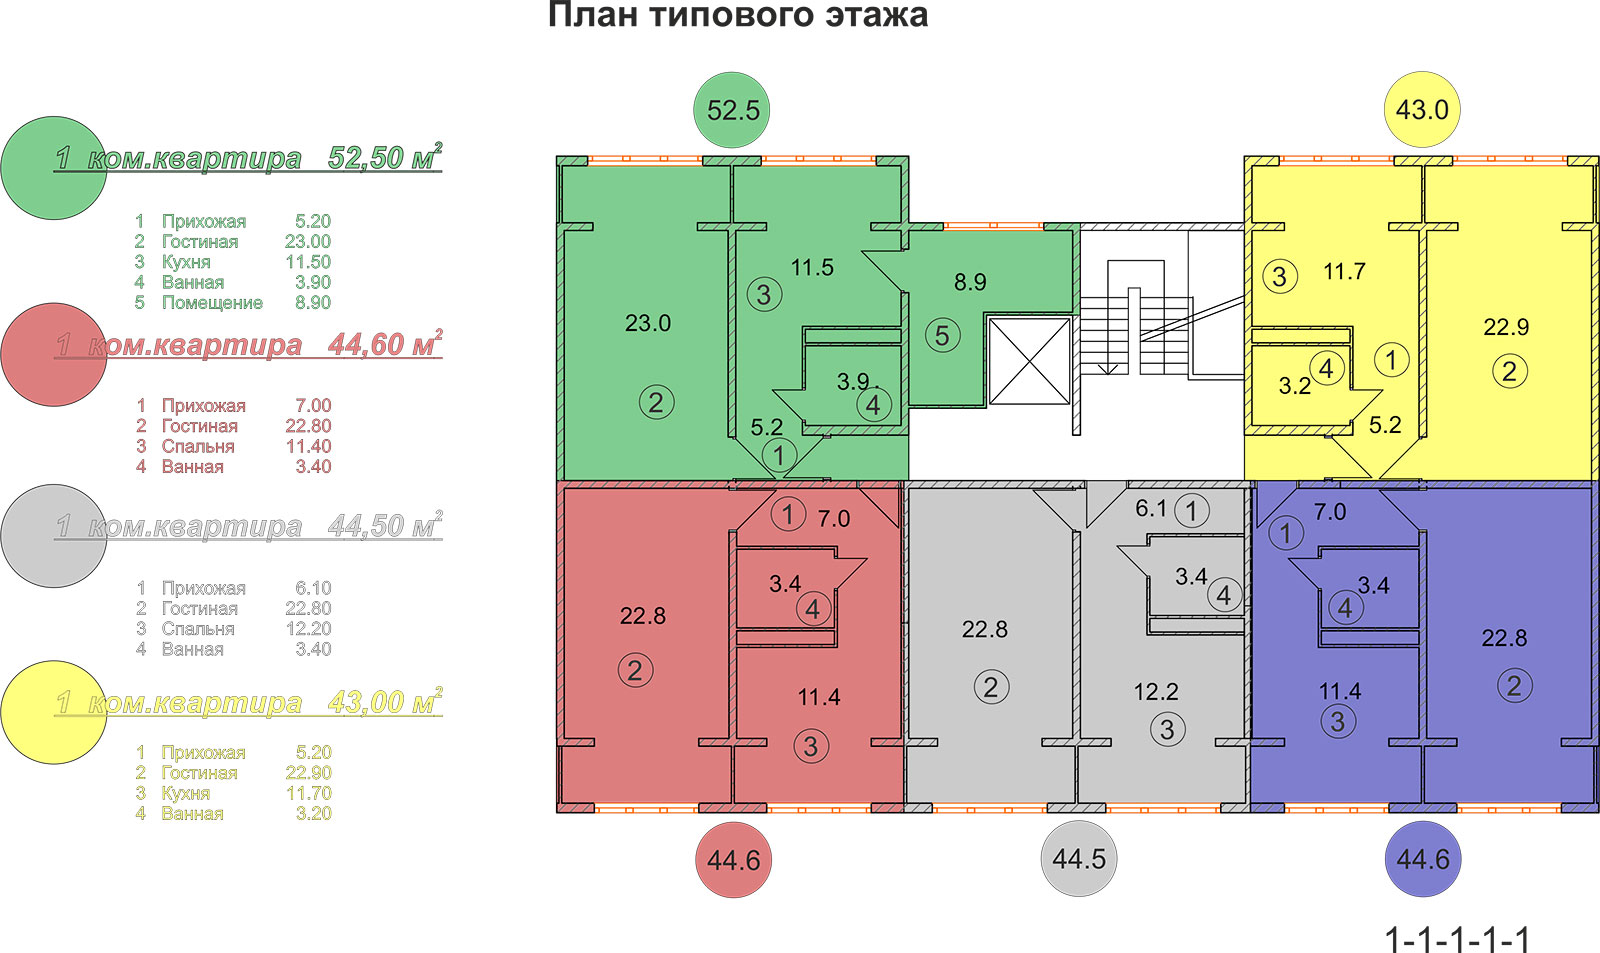 План типового этажа
52.5
43.0
1 ком.квартира 52,50 м²
1 Прихожая 5.20
2 Гостиная 23.00
3 Кухня 11.50
4 Ванная 3.90
5 Помещение 8.90
1 ком.квартира 44,60 м²
1 Прихожая 7.00
2 Гостиная 22.80
3 Спальня 11.40
4 Ванная 3.40
1 ком.квартира 44,50 м²
1 Прихожая 6.10
2 Гостиная 22.80
3 Спальня 12.20
4 Ванная 3.40
1 ком.квартира 43,00 м²
1 Прихожая 5.20
2 Гостиная 22.90
3 Кухня 11.70
4 Ванная 3.20
11.5
3
8.9
23.0
5
2
3.9
4
5.2
1
3
11.7
22.9
4
1
2
3.2
5.2
1
7.0
3.4
4
22.8
2
11.4
3
6.1
1
3.4
4
22.8
2
12.2
3
7.0
1
3.4
4
22.8
2
11.4
3
44.6
44.5
44.6
1-1-1-1-1